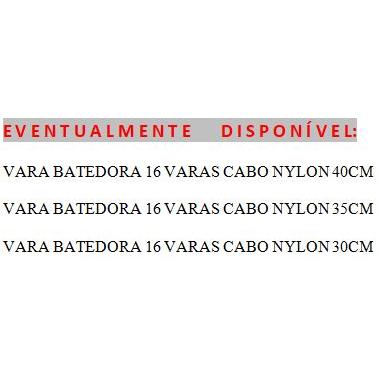 EVENTUALMENTE DISPONÍVEL:
VARA BATEDORA 16 VARAS CABO NYLON 40CM
VARA BATEDORA 16 VARAS CABO NYLON 35CM
VARA BATEDORA 16 VARAS CABO NYLON 30CM